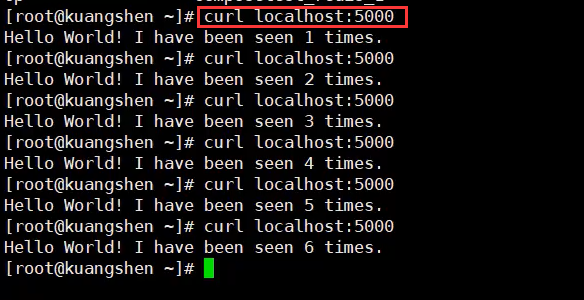 [root@kuangshen ~]# curl localhost:5000
Hello World! I have been seen 1 times.
[root@kuangshen ~]# curl localhost:5000
Hello World! I have been seen 2 times.
[root@kuangshen ~]# curl localhost:5000
Hello World! I have been seen 3 times.
[root@kuangshen ~]# curl localhost:5000
Hello World! I have been seen 4 times.
[root@kuangshen ~]# curl localhost:5000
Hello World! I have been seen 5 times.
[root@kuangshen ~]# curl localhost:5000
Hello World! I have been seen 6 times.
[root@kuangshen ~]#